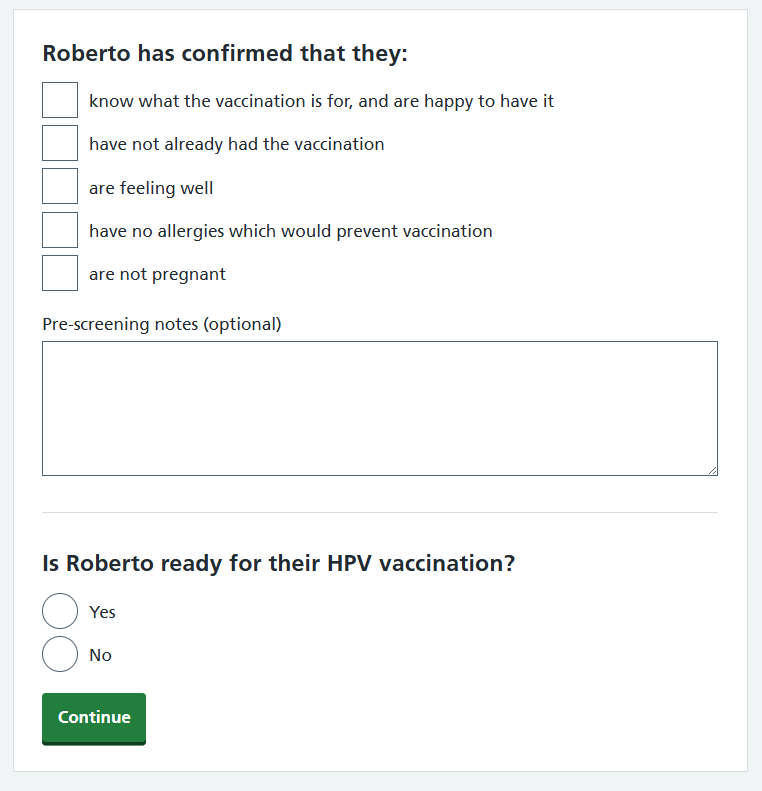 Roberto has confirmed that they:
know what the vaccination is for, and are happy to have it
have not already had the vaccination
are feeling well
have no allergies which would prevent vaccination
are not pregnant
Pre-screening notes (optional)
Is Roberto ready for their HPV vaccination?
Yes
No
Continue